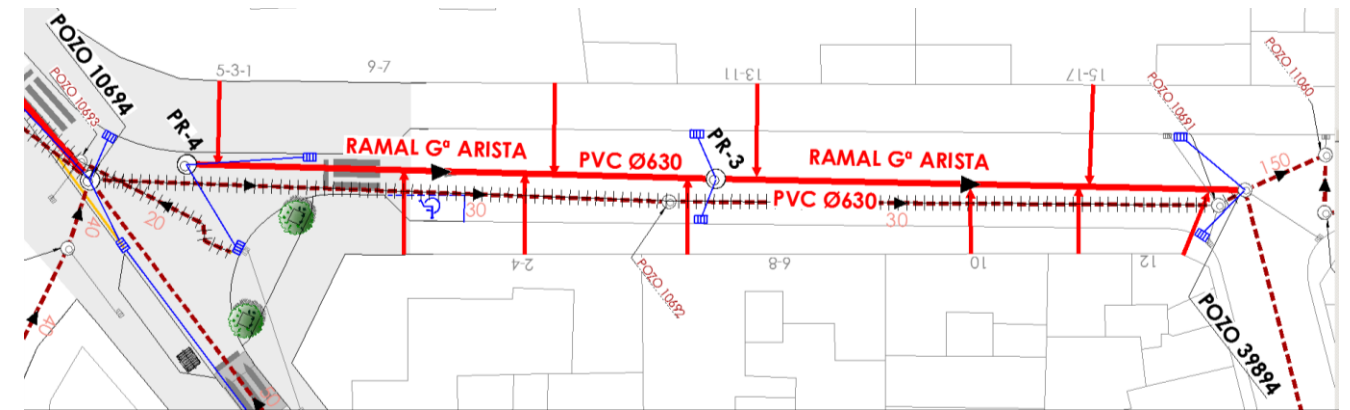 POZO 10694
POZO 10693
PR-4
5-3-1
9-7
RAMAL Gª ARISTA
PVC Ø630
PR-3
13-11
RAMAL Gª ARISTA
PVC Ø630
15-17
POZO 10691
POZO 11060
150
40
20
30
30
40
2-4
POZO 10692
6-8
10
12
POZO 39894